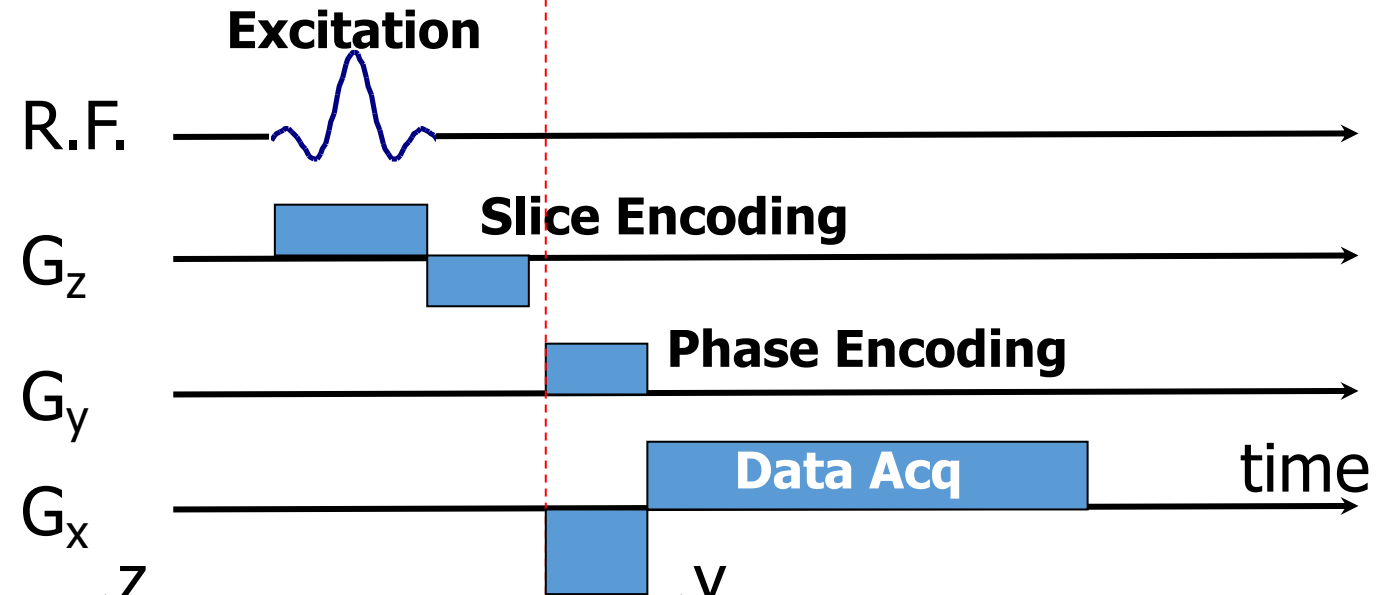 Excitation
R.F.
Slice Encoding
Gz
Phase Encoding
Gy
Data Acq
time
Gx
z